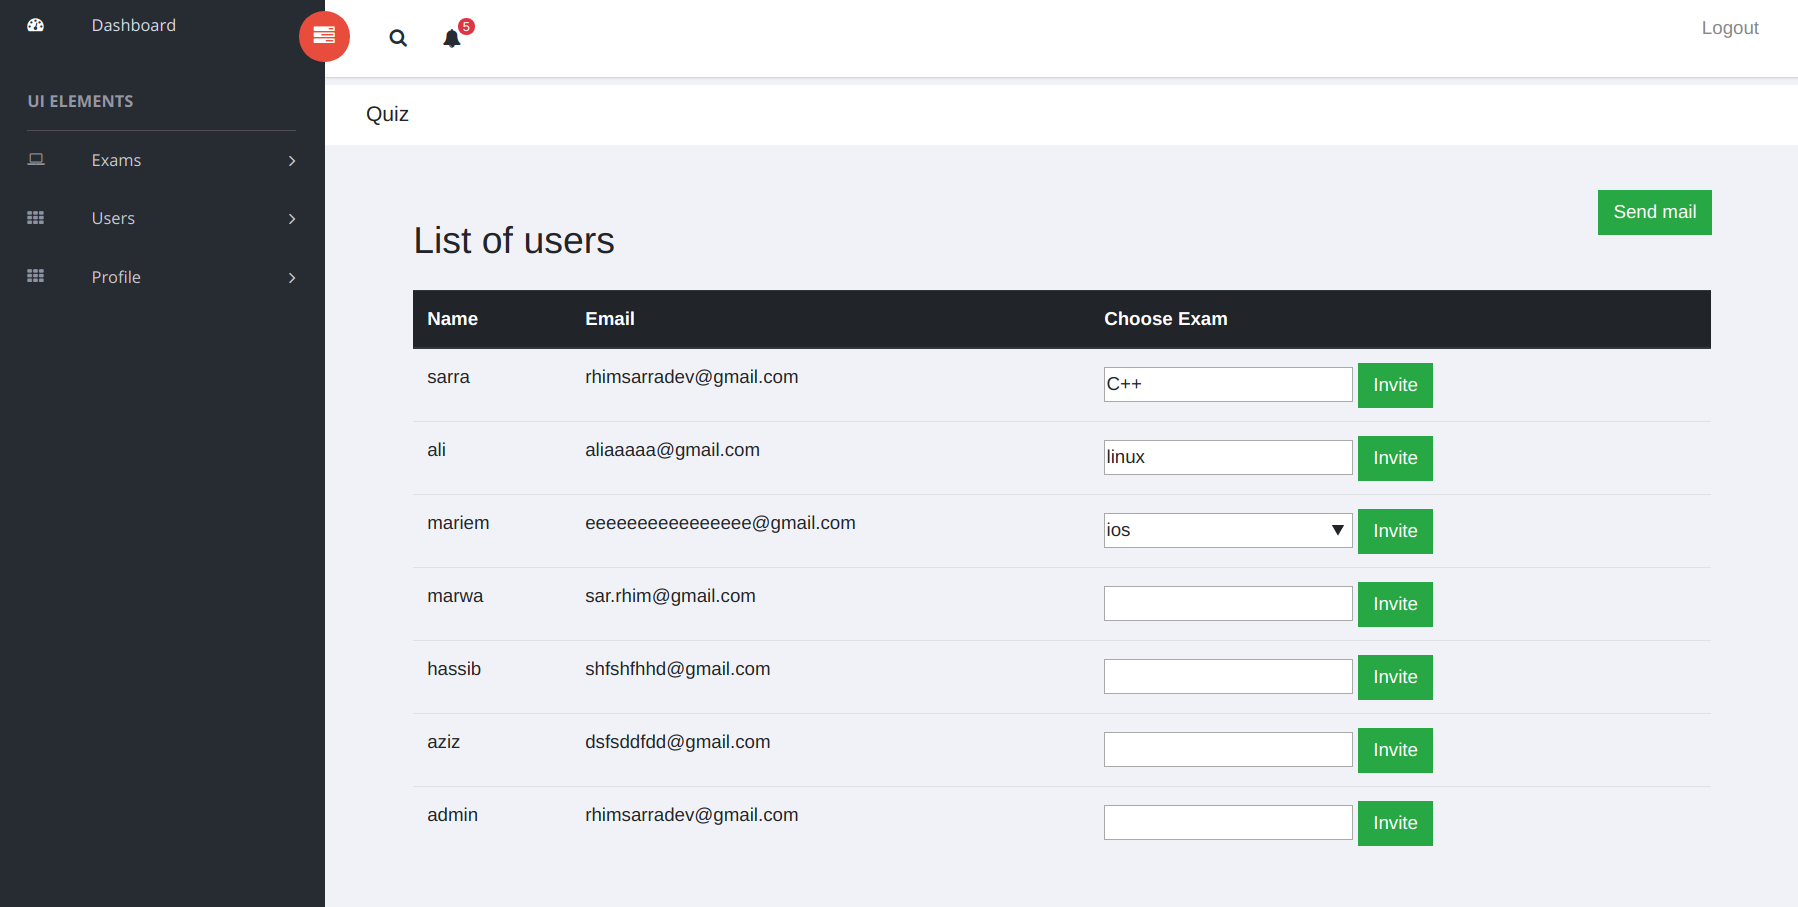 Dashboard
5
Logout
UI ELEMENTS
Quiz
Exams
Users
Profile
Send mail
List of users
Name Email Choose Exam
sarra rhimsarradev@gmail.com C++ Invite
ali aliaaaaa@gmail.com linux Invite
mariem eeeeeeeeeeeeeeee@gmail.com ios Invite
marwa sar.rhim@gmail.com Invite
hassib shfshfhhd@gmail.com Invite
aziz dsfsddfdd@gmail.com Invite
admin rhimsarradev@gmail.com Invite